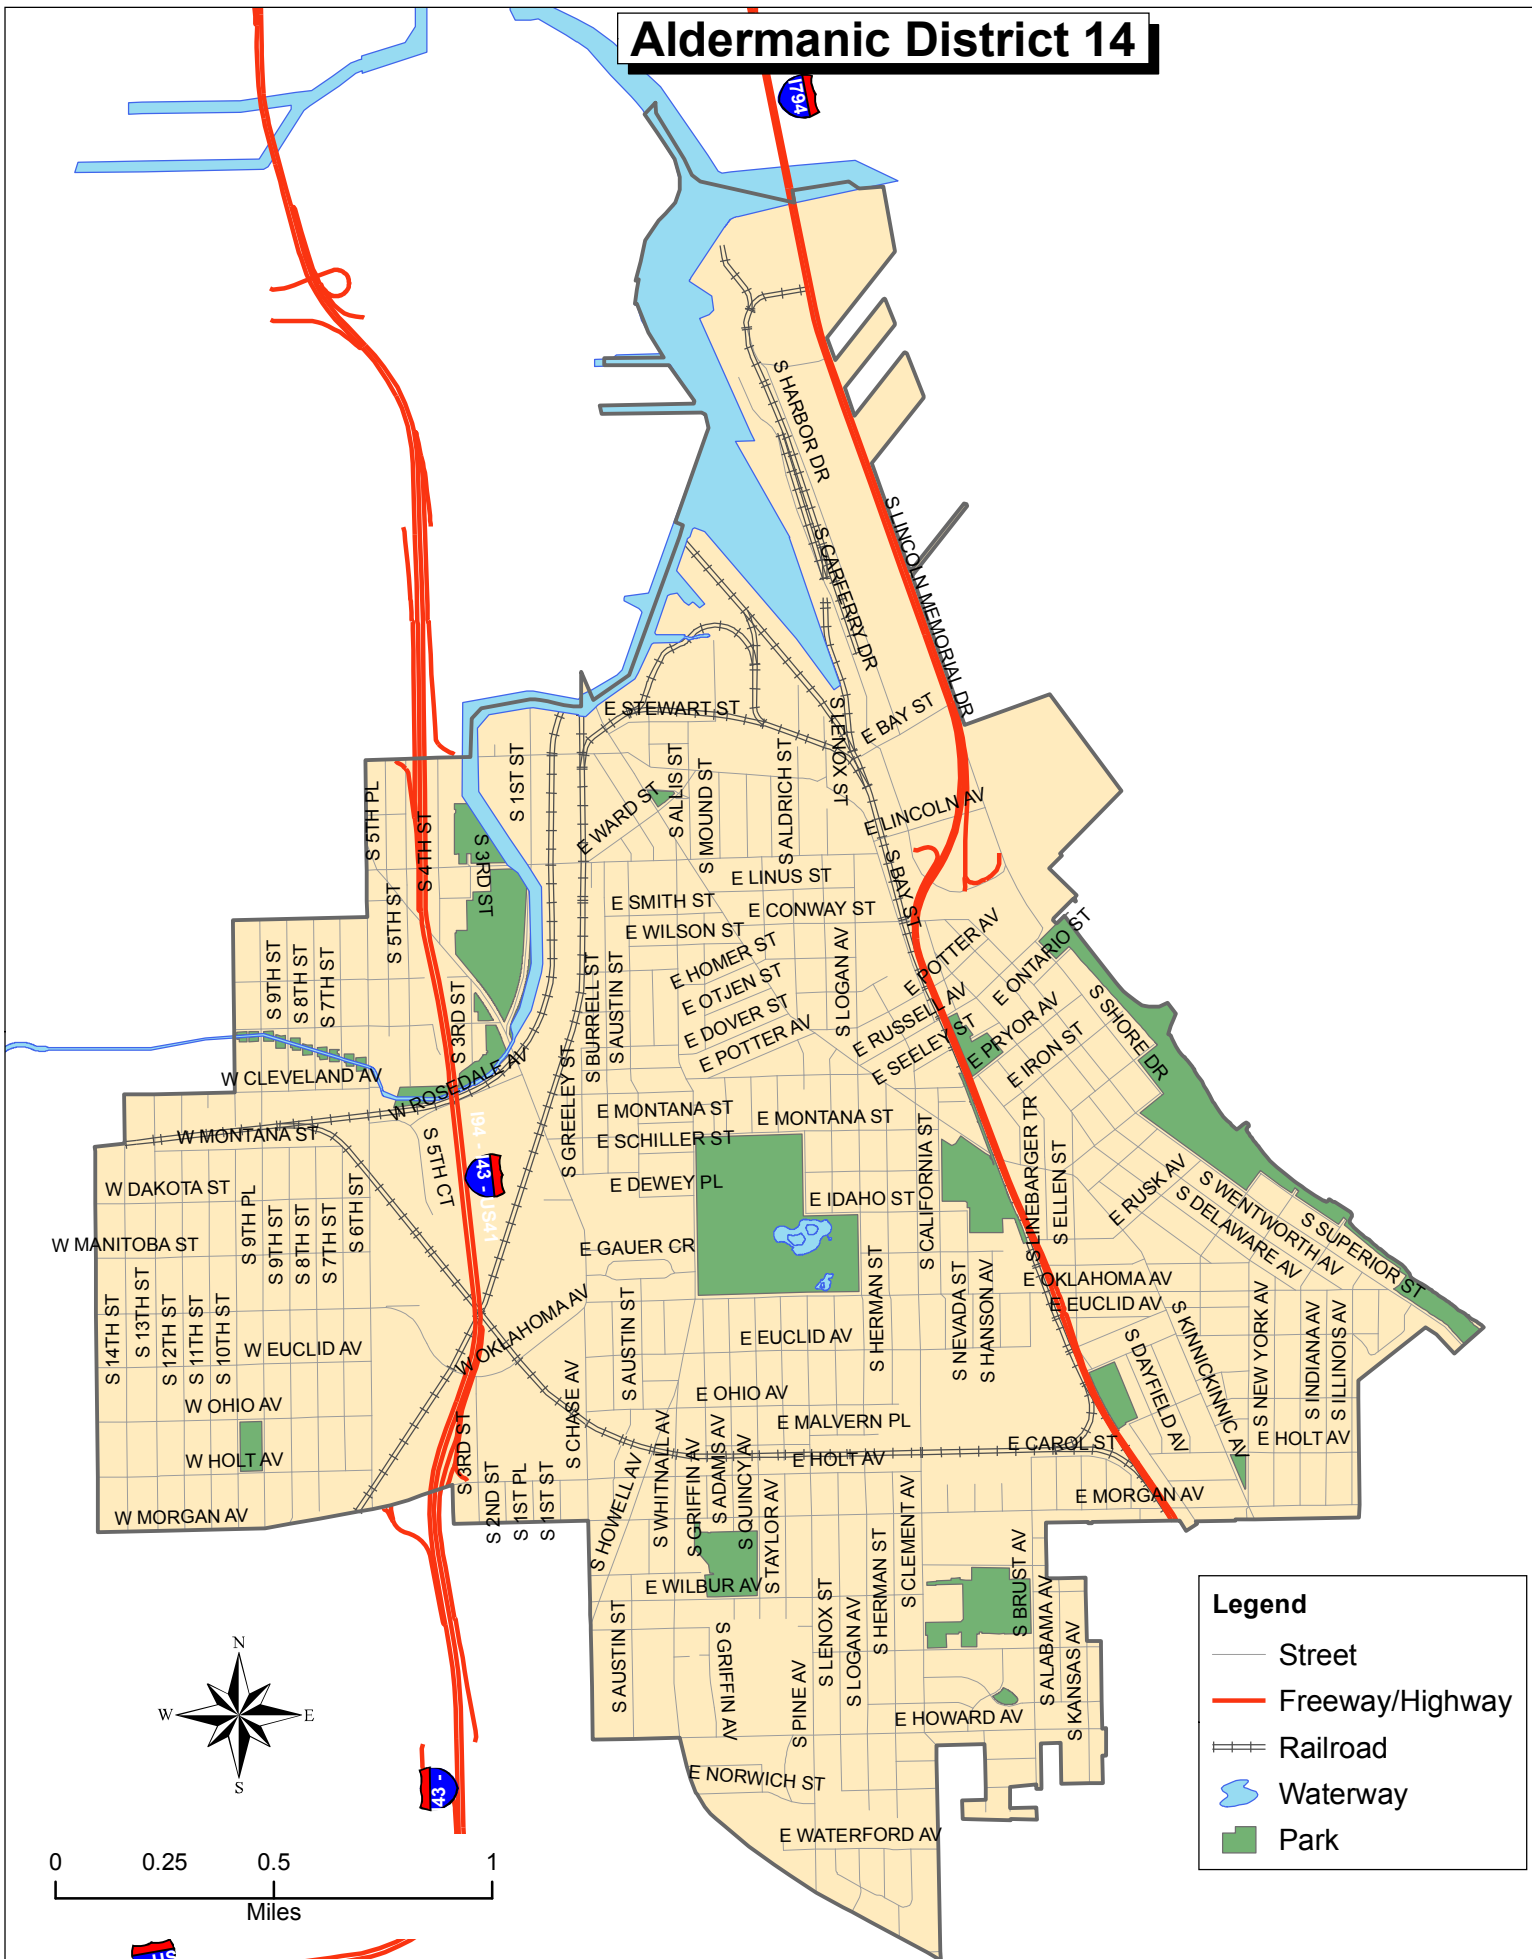 Aldermanic District 14
I794
S HARBOR DR
S LINCOLN MEMORIAL DR
S CARFERRY DR
E STEWART ST
S LENOX ST
E BAY ST
S 1ST ST
S ALLIS ST
S MOUND ST
S ALDRICH ST
E WARD ST
S 5TH PL
S 4TH ST
S 3RD ST
E LINCOLN AV
S BAY ST
E LINUS ST
E SMITH ST
E CONWAY ST
S 5TH ST
E WILSON ST
E POTTER AV
E ONTARIO ST
S 9TH ST
S 8TH ST
S 7TH ST
E HOMER ST
S LOGAN AV
E OTJEN ST
S BURRELL ST
S AUSTIN ST
S 3RD ST
E DOVER ST
E POTTER AV
E RUSSELL AV
E SEELEY ST
E PRYOR AV
E IRON ST
S SHORE DR
W CLEVELAND AV
W ROSEDALE AV
S GREELEY ST
E MONTANA ST
E MONTANA ST
W MONTANA ST
E SCHILLER ST
I94 - I43 - US41
S 5TH CT
S CALIFORNIA ST
S LINEBARGER TR
S ELLEN ST
W DAKOTA ST
E DEWEY PL
E IDAHO ST
E RUSK AV
S WENTWORTH AV
S DELAWARE AV
S SUPERIOR ST
S 9TH PL
S 6TH ST
W MANITOBA ST
S 9TH ST
S 8TH ST
S 7TH ST
E GAUER CR
E OKLAHOMA AV
E EUCLID AV
S 14TH ST
S 13TH ST
S 12TH ST
S 11TH ST
S 10TH ST
W EUCLID AV
W OKLAHOMA AV
S AUSTIN ST
E EUCLID AV
S HERMAN ST
S NEVADA ST
S HANSON AV
S DAYFIELD AV
S KINNICKINNIC AV
S NEW YORK AV
S INDIANA AV
S ILLINOIS AV
W OHIO AV
S CHASE AV
E OHIO AV
E MALVERN PL
W HOLT AV
S 3RD ST
E HOLT AV
E CAROL ST
E HOLT AV
W MORGAN AV
S 2ND ST
S 1ST PL
S 1ST ST
S HOWELL AV
S WHITNALL AV
S GRIFFIN AV
S ADAMS AV
S QUINCY AV
S TAYLOR AV
S CLEMENT AV
E MORGAN AV
E WILBUR AV
S AUSTIN ST
S GRIFFIN AV
S PINE AV
S LENOX ST
S LOGAN AV
S HERMAN ST
S BRUST AV
S ALABAMA AV
S KANSAS AV
E HOWARD AV
E NORWICH ST
43 -
E WATERFORD AV
N
W
E
S
0 0.25 0.5 1
Miles
US
Legend
Street
Freeway/Highway
Railroad
Waterway
Park